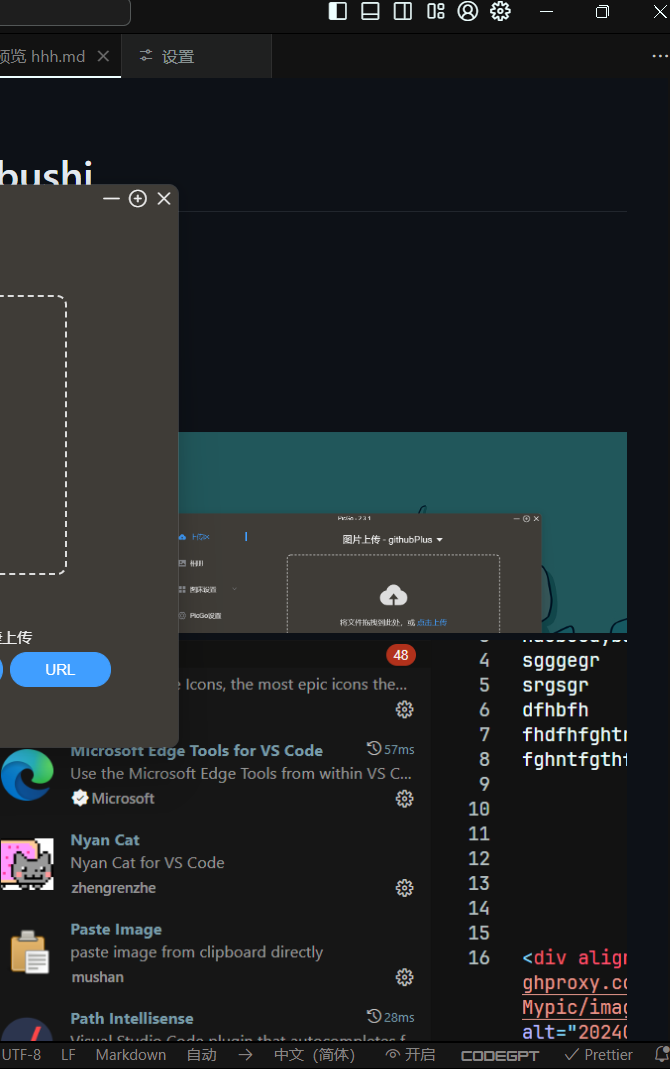 预览 hhh.md
设置
bushi
PicGo - 2.3.1
图片上传 - githubPlus
图床设置
PicGo设置
将文件拖拽到此处，或 点击上传
上传
URL
48
Icons, the most epic icons the...
4 sgggegr
5 srgsgr
6 dfhbfh
7 fhdfhfghtr
8 fghntfgthf
9
10
11
12
13
14
15
16 <div align
ghproxy.co
Mypic/imag
alt="20240
Microsoft Edge Tools for VS Code 57ms
Use the Microsoft Edge Tools from within VS C...
Microsoft
Nyan Cat
Nyan Cat for VS Code
zhengrenzhe
Paste Image
paste image from clipboard directly
mushan
Path Intellisense 28ms
Visual Studio Code plugin that autocompletes f
UTF-8 LF Markdown 自动 中文（简体） 开启 CODEGPT Prettier